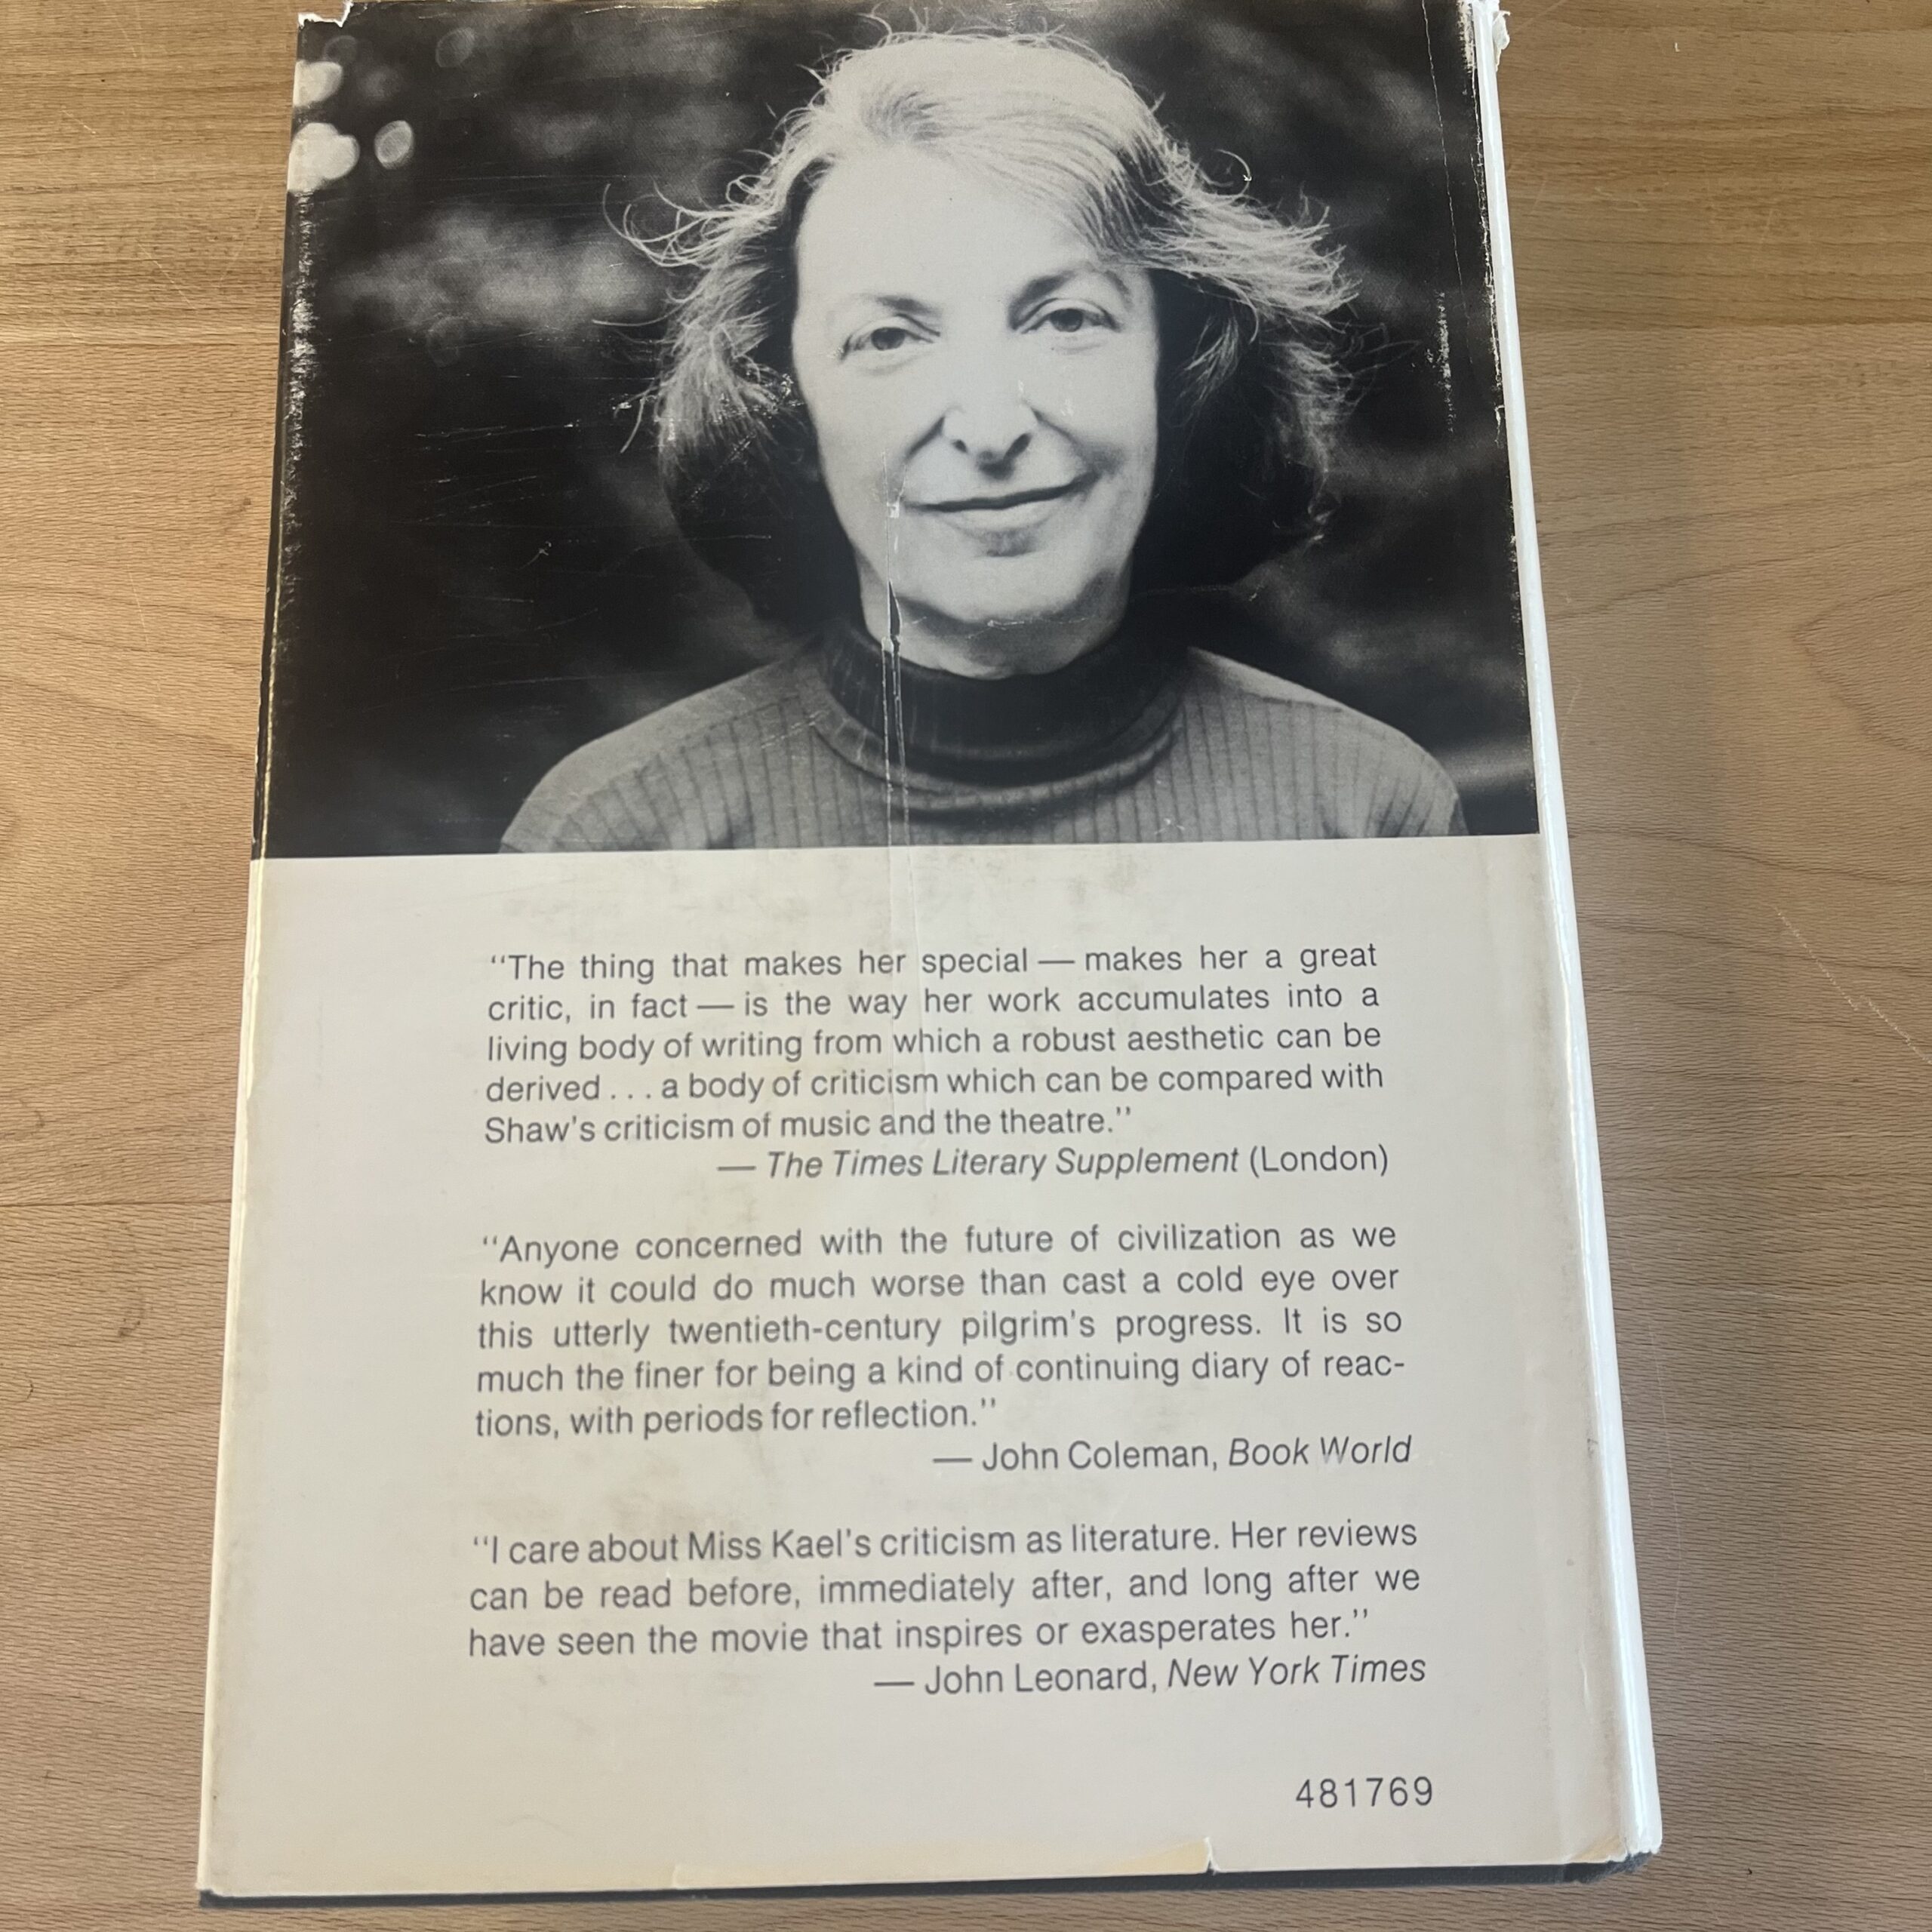 "The thing that makes her special — makes her a great
critic, in fact — is the way her work accumulates into a
living body of writing from which a robust aesthetic can be
derived . . . a body of criticism which can be compared with
Shaw's criticism of music and the theatre."
— The Times Literary Supplement (London)
"Anyone concerned with the future of civilization as we
know it could do much worse than cast a cold eye over
this utterly twentieth-century pilgrim's progress. It is so
much the finer for being a kind of continuing diary of reac-
tions, with periods for reflection."
— John Coleman, Book World
"I care about Miss Kael's criticism as literature. Her reviews
can be read before, immediately after, and long after we
have seen the movie that inspires or exasperates her."
— John Leonard, New York Times
481769